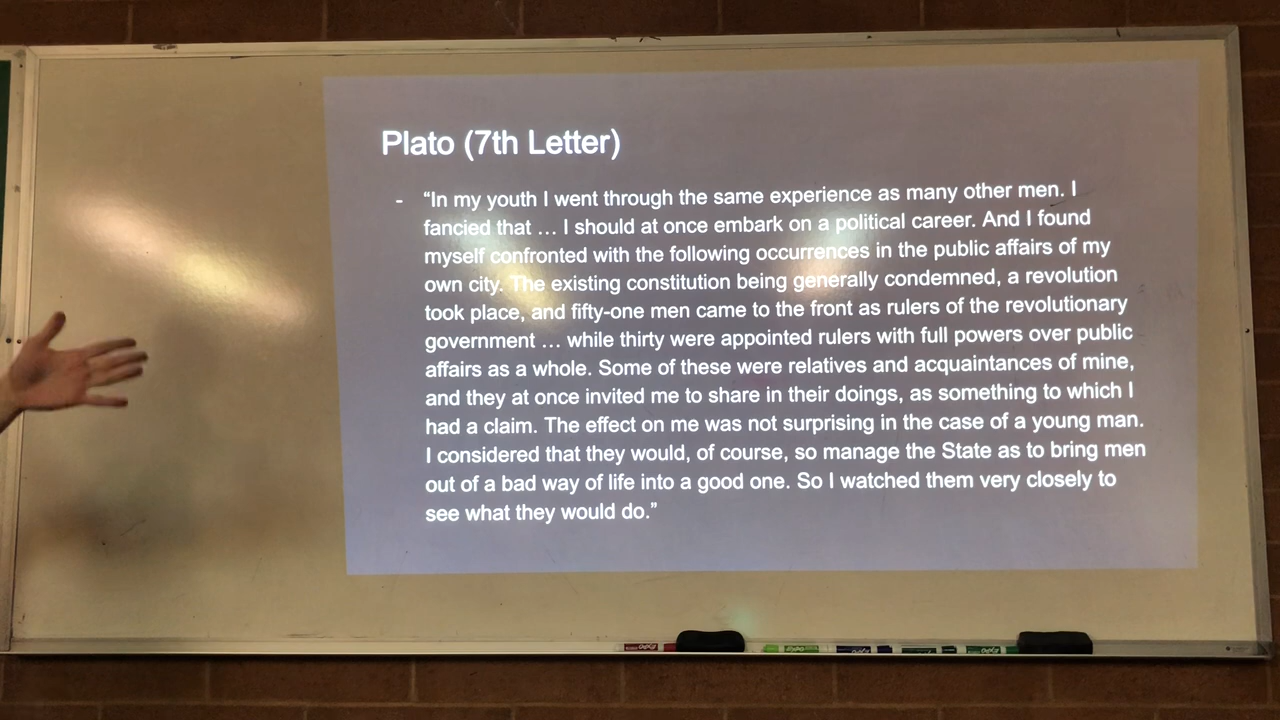 Plato (7th Letter)
- “In my youth I went through the same experience as many other men. I
fancied that … I should at once embark on a political career. And I found
myself confronted with the following occurrences in the public affairs of my
own city. The existing constitution being generally condemned, a revolution
took place, and fifty-one men came to the front as rulers of the revolutionary
government … while thirty were appointed rulers with full powers over public
affairs as a whole. Some of these were relatives and acquaintances of mine,
and they at once invited me to share in their doings, as something to which I
had a claim. The effect on me was not surprising in the case of a young man.
I considered that they would, of course, so manage the State as to bring men
out of a bad way of life into a good one. So I watched them very closely to
see what they would do.”